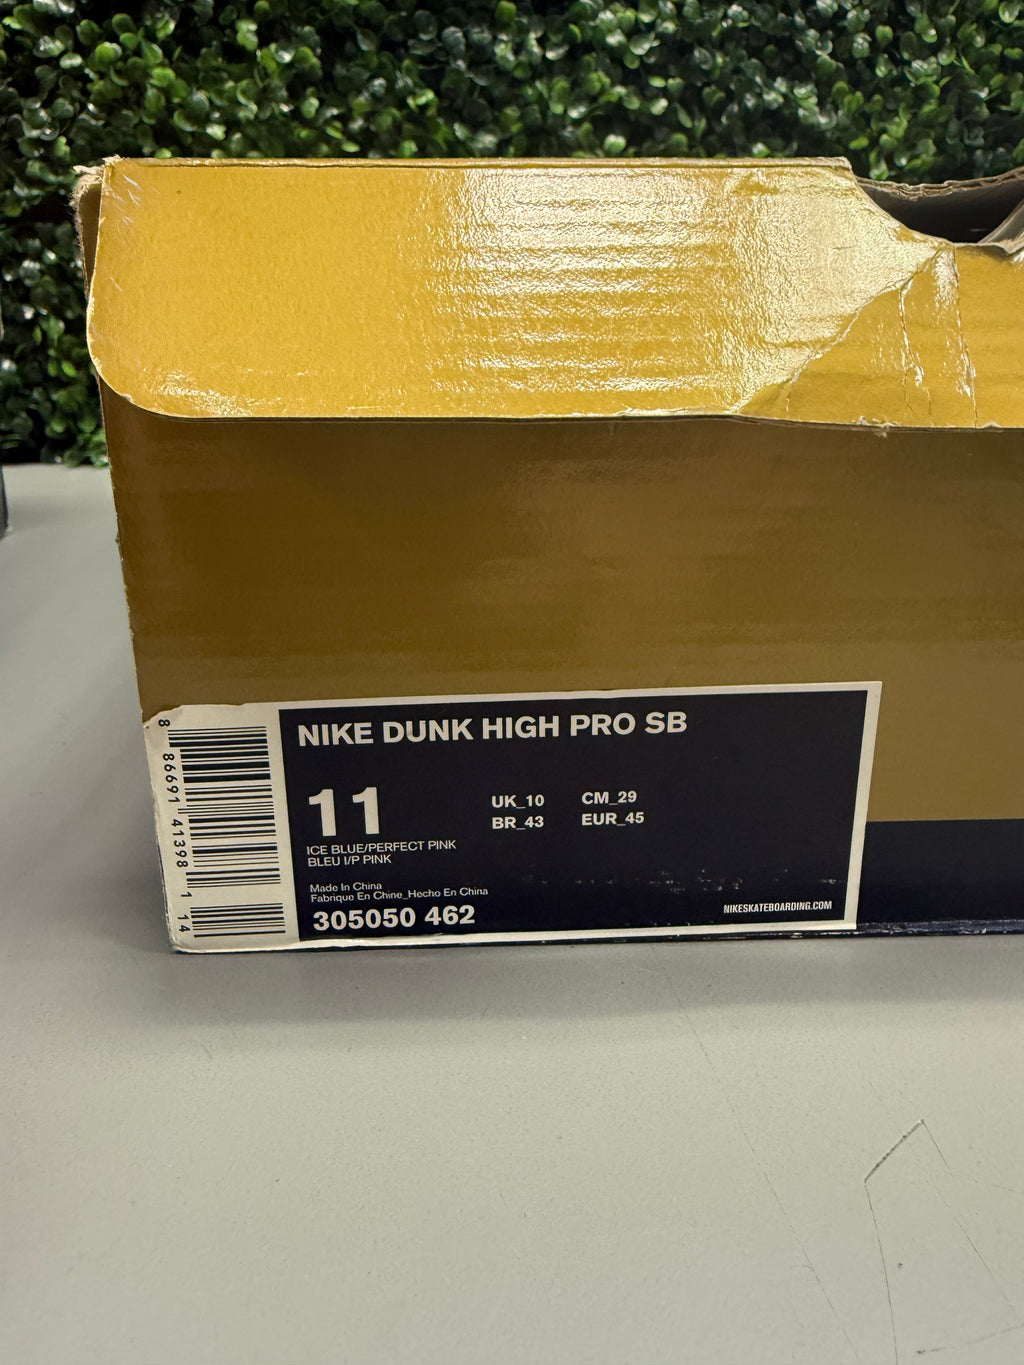 NIKE DUNK HIGH PRO SB
11
UK_10 CM_29
BR_43 EUR_45
ICE BLUE/PERFECT PINK
BLEU I/P PINK
Made In China
Fabrique En Chine_Hecho En China
305050 462
NIKESKATEBOARDING.COM
8 86691 41398 1 14